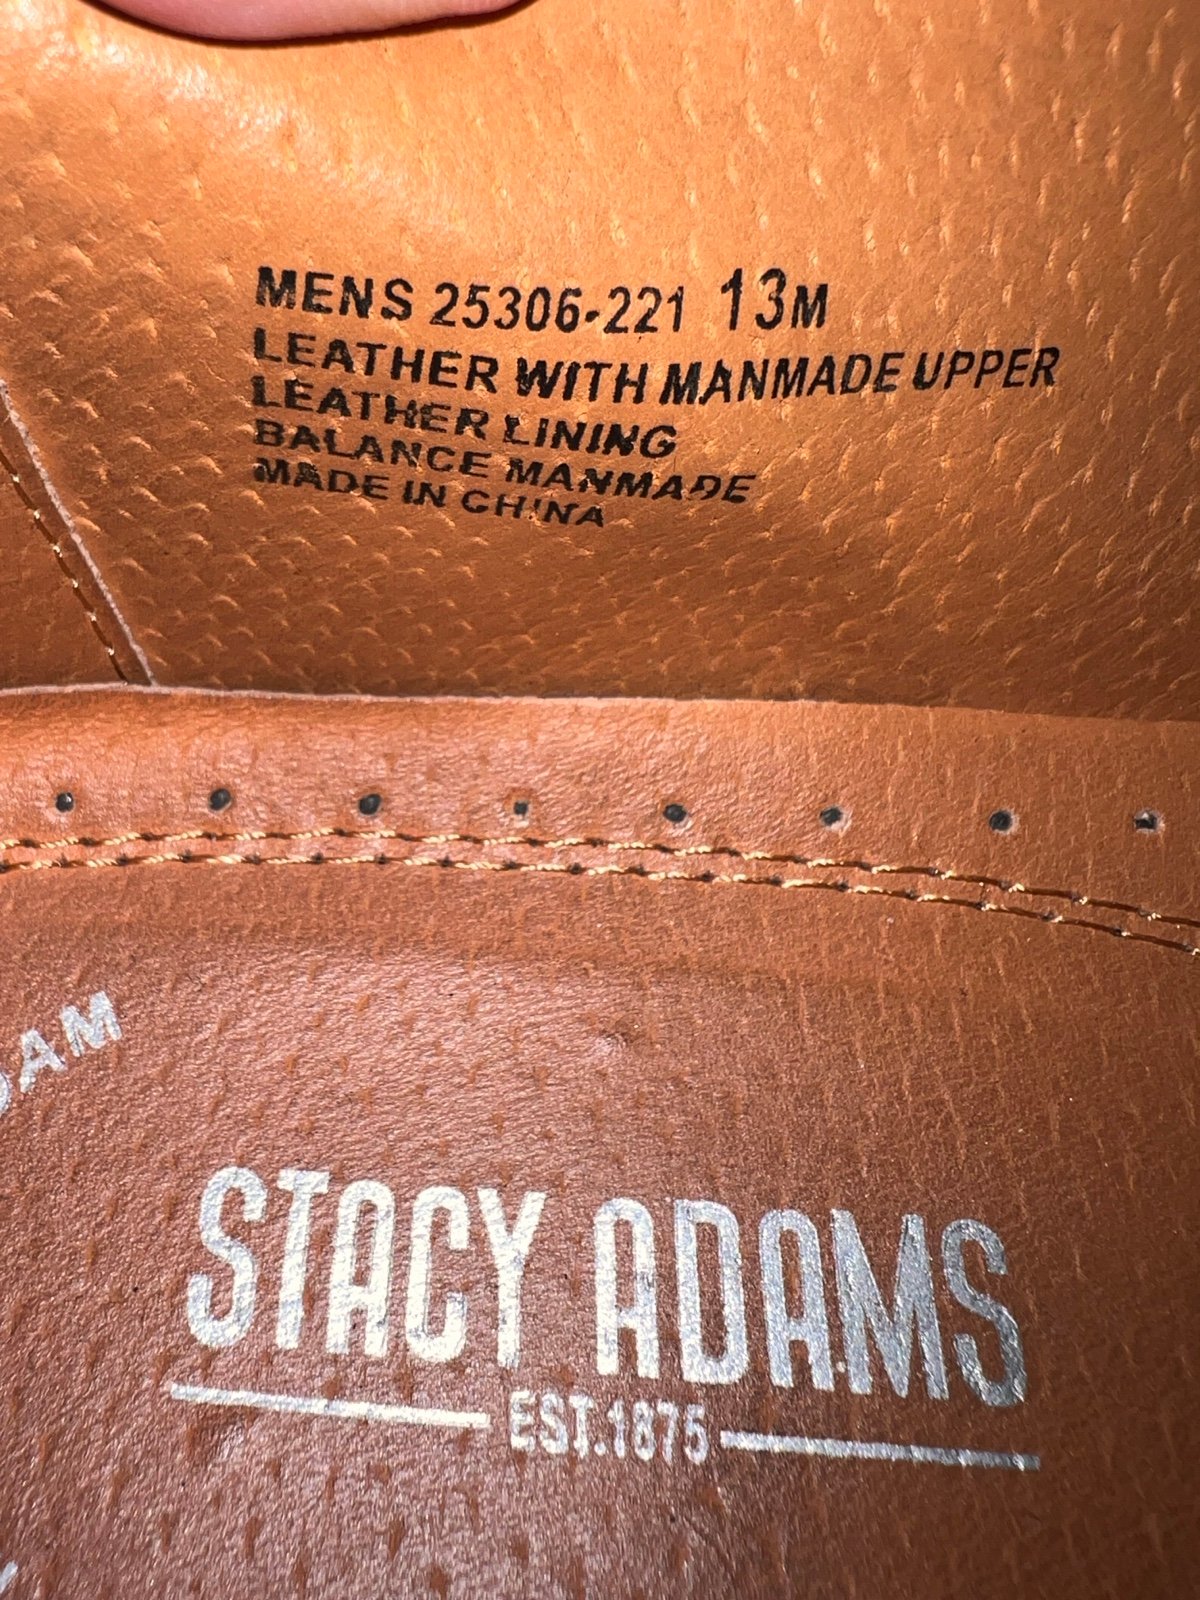 MENS 25306-221 13M
LEATHER WITH MANMADE UPPER
LEATHER LINING
BALANCE MANMADE
MADE IN CHINA
STACY ADAMS
EST.1875